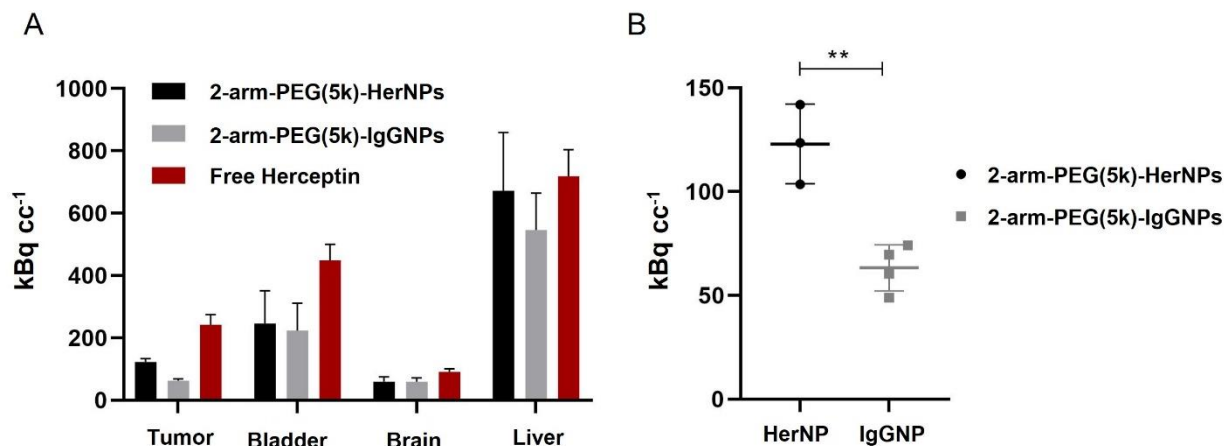 A
B
1000
800
600
400
200
0
kBq cc⁻¹
2-arm-PEG(5k)-HerNPs
2-arm-PEG(5k)-IgGNPs
Free Herceptin
Tumor Bladder Brain Liver
**
150
100
50
0
kBq cc⁻¹
HerNP IgGNP
2-arm-PEG(5k)-HerNPs
2-arm-PEG(5k)-IgGNPs